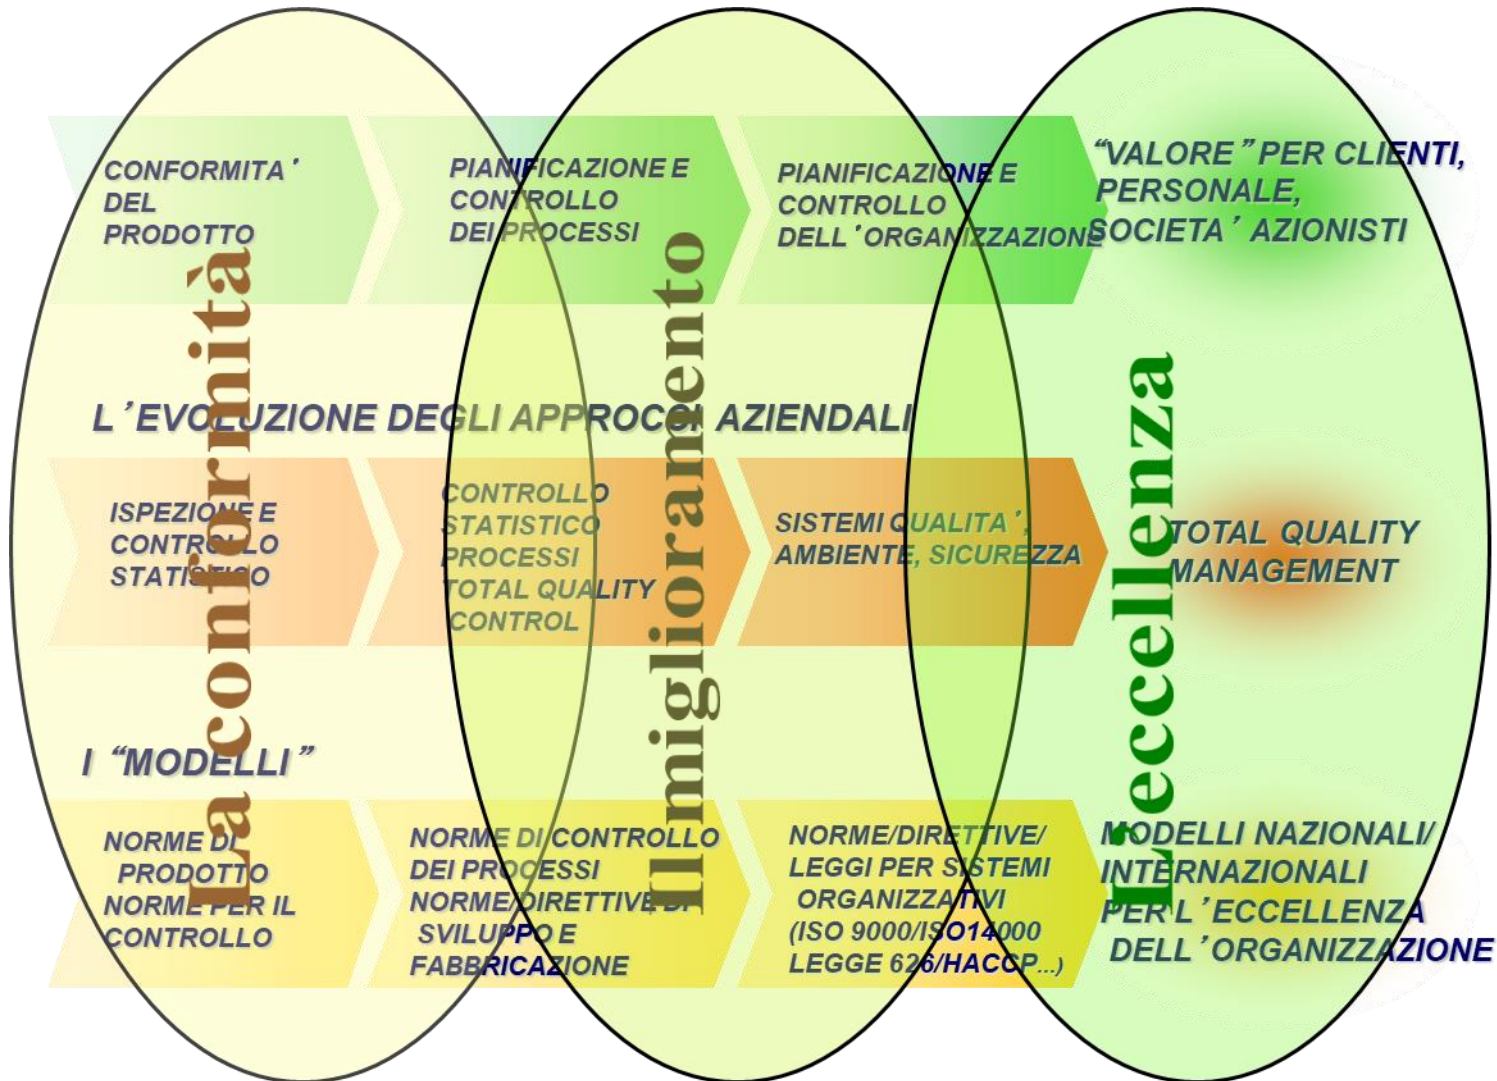 CONFORMITA’
DEL
PRODOTTO
PIANIFICAZIONE E
CONTROLLO
DEI PROCESSI
PIANIFICAZIONE E
CONTROLLO
DELL’ORGANIZZAZIONE
“VALORE” PER CLIENTI,
PERSONALE,
SOCIETA’ AZIONISTI
L’EVOLUZIONE DEGLI APPROCCI AZIENDALI
ISPEZIONE E
CONTROLLO
STATISTICO
CONTROLLO
STATISTICO
PROCESSI
TOTAL QUALITY
CONTROL
SISTEMI QUALITA’,
AMBIENTE, SICUREZZA
TOTAL QUALITY
MANAGEMENT
I “MODELLI”
NORME DI
PRODOTTO
NORME PER IL
CONTROLLO
NORME DI CONTROLLO
DEI PROCESSI
NORME/DIRETTIVE DI
SVILUPPO E
FABBRICAZIONE
NORME/DIRETTIVE/
LEGGI PER SISTEMI
ORGANIZZATIVI
(ISO 9000/ISO14000
LEGGE 626/HACCP...)
MODELLI NAZIONALI/
INTERNAZIONALI
PER L’ECCELLENZA
DELL’ORGANIZZAZIONE
La conformità
Il miglioramento
L’eccellenza